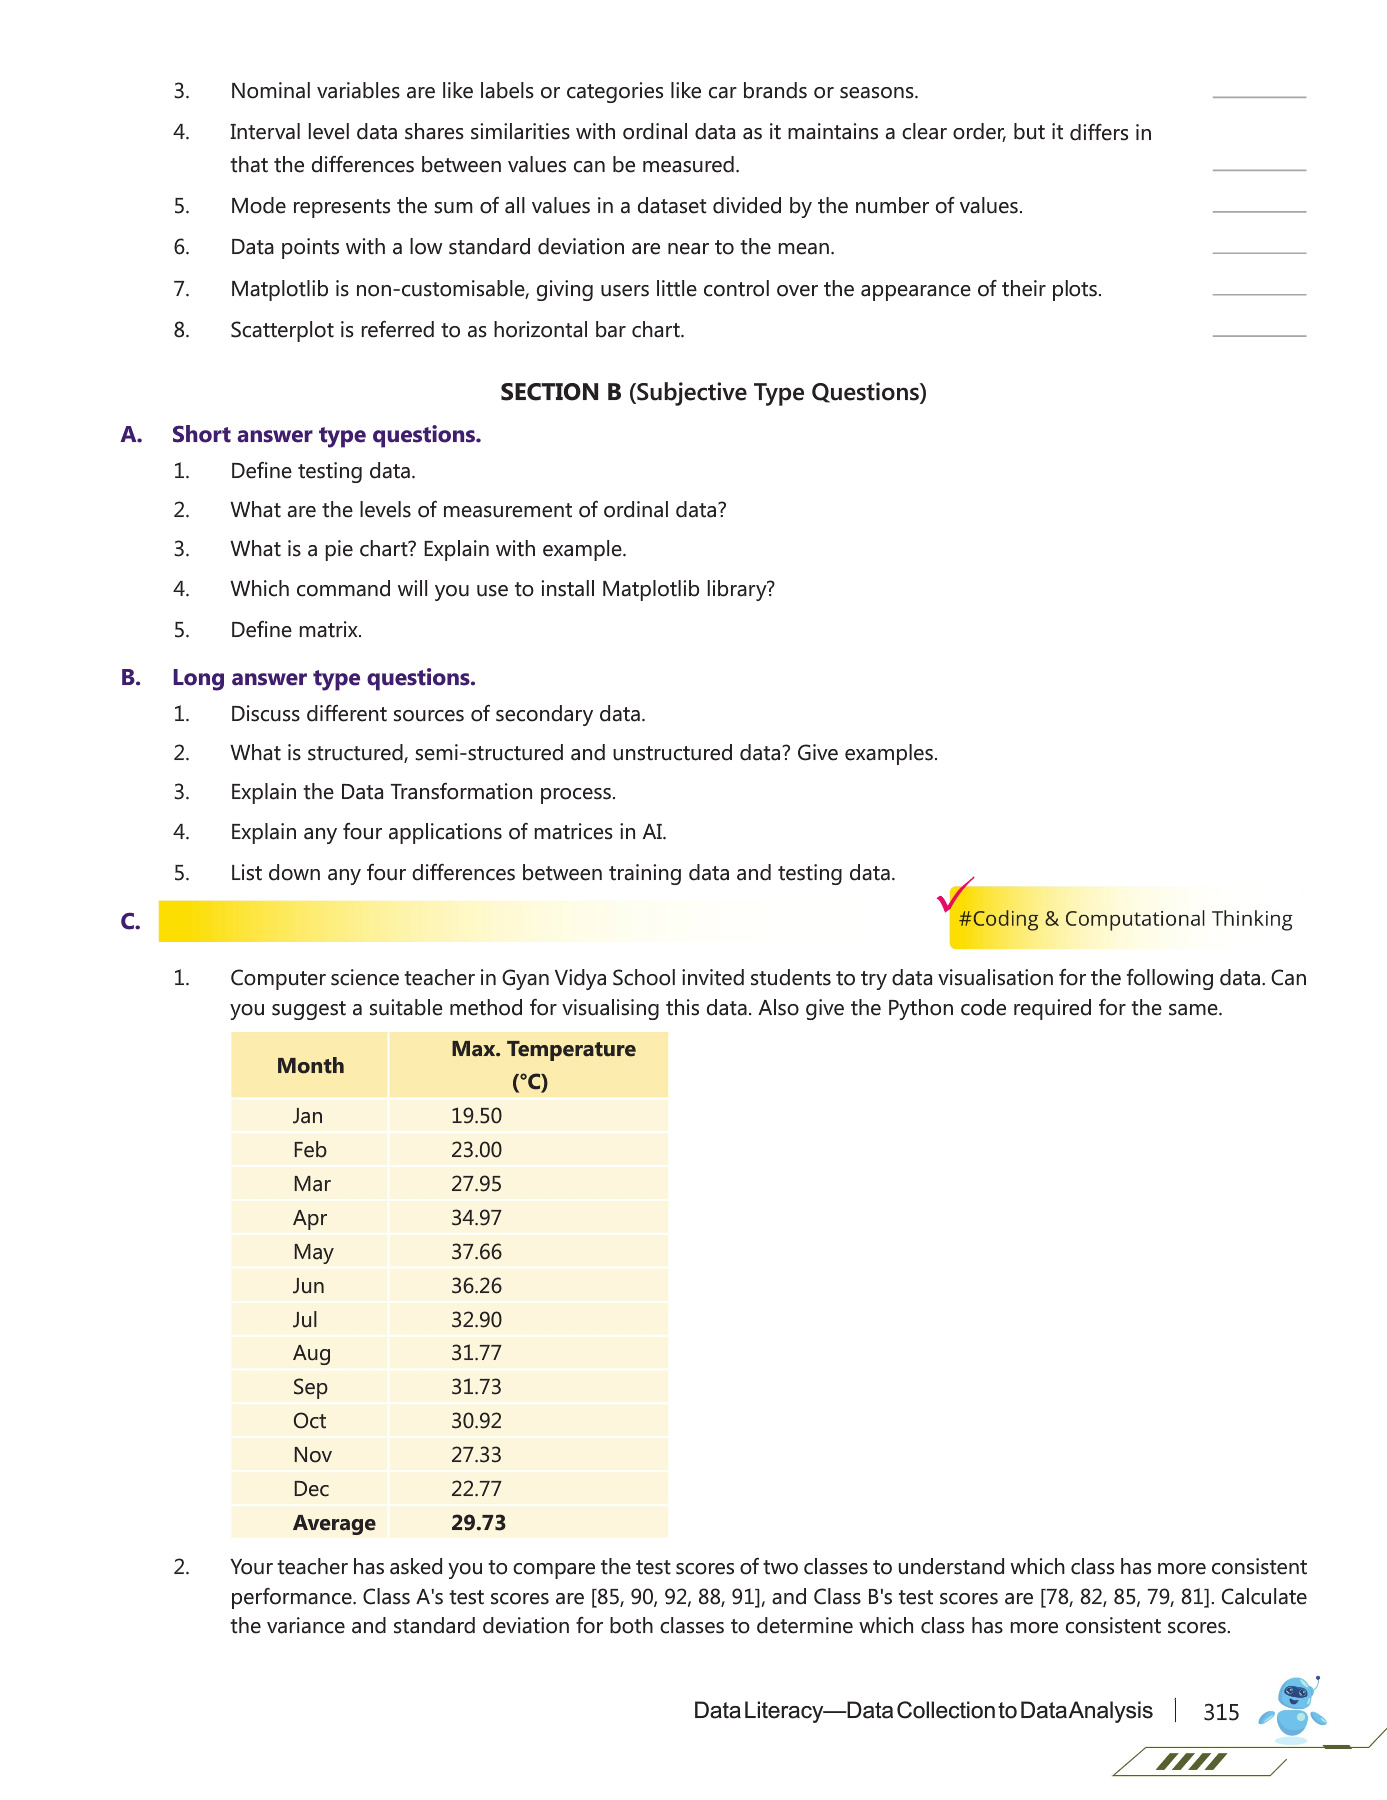 3. Nominal variables are like labels or categories like car brands or seasons.
4. Interval level data shares similarities with ordinal data as it maintains a clear order, but it differs in
that the differences between values can be measured.
5. Mode represents the sum of all values in a dataset divided by the number of values.
6. Data points with a low standard deviation are near to the mean.
7. Matplotlib is non-customisable, giving users little control over the appearance of their plots.
8. Scatterplot is referred to as horizontal bar chart.
SECTION B (Subjective Type Questions)
A. Short answer type questions.
1. Define testing data.
2. What are the levels of measurement of ordinal data?
3. What is a pie chart? Explain with example.
4. Which command will you use to install Matplotlib library?
5. Define matrix.
B. Long answer type questions.
1. Discuss different sources of secondary data.
2. What is structured, semi-structured and unstructured data? Give examples.
3. Explain the Data Transformation process.
4. Explain any four applications of matrices in AI.
5. List down any four differences between training data and testing data.
C. #Coding & Computational Thinking
1. Computer science teacher in Gyan Vidya School invited students to try data visualisation for the following data. Can
you suggest a suitable method for visualising this data. Also give the Python code required for the same.
Month Max. Temperature
(°C)
Jan 19.50
Feb 23.00
Mar 27.95
Apr 34.97
May 37.66
Jun 36.26
Jul 32.90
Aug 31.77
Sep 31.73
Oct 30.92
Nov 27.33
Dec 22.77
Average 29.73
2. Your teacher has asked you to compare the test scores of two classes to understand which class has more consistent
performance. Class A's test scores are [85, 90, 92, 88, 91], and Class B's test scores are [78, 82, 85, 79, 81]. Calculate
the variance and standard deviation for both classes to determine which class has more consistent scores.
Data Literacy—Data Collection to Data Analysis 315